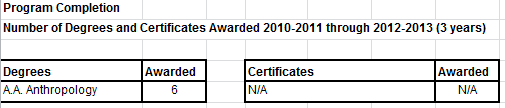 Program Completion
Number of Degrees and Certificates Awarded 2010-2011 through 2012-2013 (3 years)
Degrees Awarded Certificates Awarded
A.A. Anthropology 6 N/A N/A